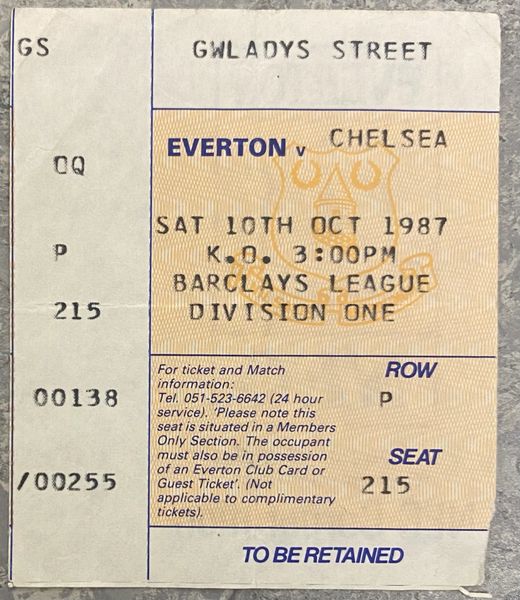 GS
GWLADYS STREET
EVERTON v CHELSEA
OQ
SAT 10TH OCT 1987
P
K.O. 3:00PM
BARCLAYS LEAGUE
215
DIVISION ONE
For ticket and Match
information:
Tel. 051-523-6642 (24 hour
service). 'Please note this
seat is situated in a Members
Only Section. The occupant
must also be in possession
of an Everton Club Card or
Guest Ticket'. (Not
applicable to complimentary
tickets).
ROW
P
00138
SEAT
215
/00255
TO BE RETAINED